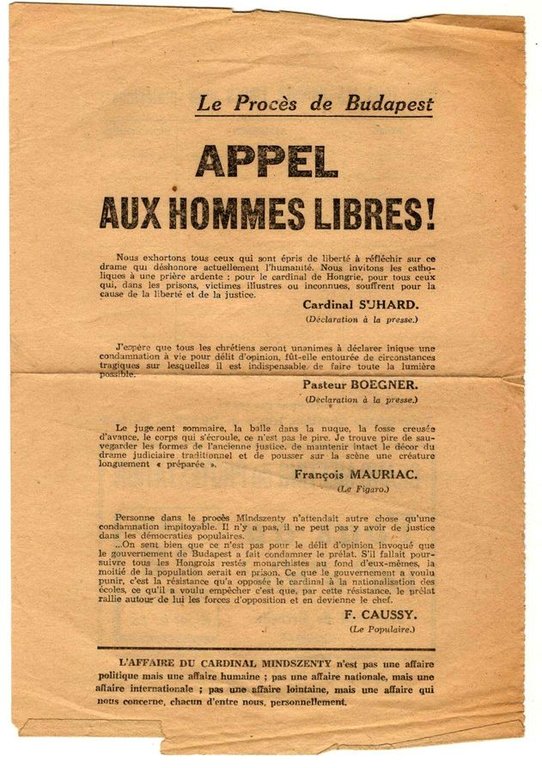 Le Procès de Budapest
APPEL
AUX HOMMES LIBRES!
Nous exhortons tous ceux qui sont épris de liberté à réfléchir sur ce
drame qui déshonore actuellement l'humanité. Nous invitons les catho-
liques à une prière ardente : pour le cardinal de Hongrie, pour tous ceux
qui, dans les prisons, victimes illustres ou inconnues, souffrent pour la
cause de la liberté et de la justice.
Cardinal SUHARD.
(Déclaration à la presse.)
J'espère que tous les chrétiens seront unanimes à déclarer inique une
condamnation à vie pour délit d'opinion, fût-elle entourée de circonstances
tragiques sur lesquelles il est indispensable de faire toute la lumière
possible.
Pasteur BOEGNER.
(Déclaration à la presse.)
Le jugement sommaire, la balle dans la nuque, la fosse creusée
d'avance, le corps qui s'écroule, ce n'est pas le pire. Je trouve pire de sau-
vegarder les formes de l'ancienne justice, de maintenir intact le décor du
drame judiciaire traditionnel et de pousser sur la scène une créature
longuement « préparée ».
François MAURIAC.
(Le Figaro.)
Personne dans le procès Mindszenty n'attendait autre chose qu'une
condamnation impitoyable. Il n'y a pas, il ne peut pas y avoir de justice
dans les démocraties populaires.
...On sent bien que ce n'est pas pour le délit d'opinion invoqué que
le gouvernement de Budapest a fait condamner le prélat. S'il fallait pour-
suivre tous les Hongrois restés monarchistes au fond d'eux-mêmes, la
moitié de la population serait en prison. Ce que le gouvernement a voulu
punir, c'est la résistance qu'a opposée le cardinal à la nationalisation des
écoles, ce qu'il a voulu empêcher c'est que, par cette résistance, le prélat
rallie autour de lui les forces d'opposition et en devienne le chef.
F. CAUSSY.
(Le Populaire.)
L'AFFAIRE DU CARDINAL MINDSZENTY n'est pas une affaire
politique mais une affaire humaine ; pas une affaire nationale, mais une
affaire internationale ; pas une affaire lointaine, mais une affaire qui
nous concerne, chacun d'entre nous, personnellement.